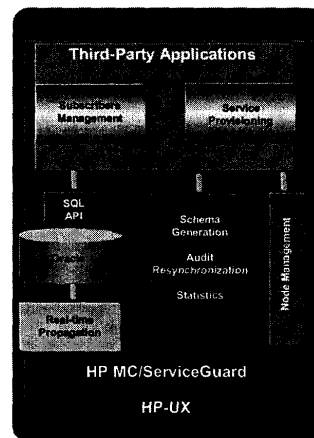 Third-Party Applications
Subscribers
Management
Service
Provisioning
SQL
API
Oracle
Schema
Generation
Audit
Resynchronization
Statistics
Node Management
Real-time
Propagation
HP MC/ServiceGuard
HP-UX